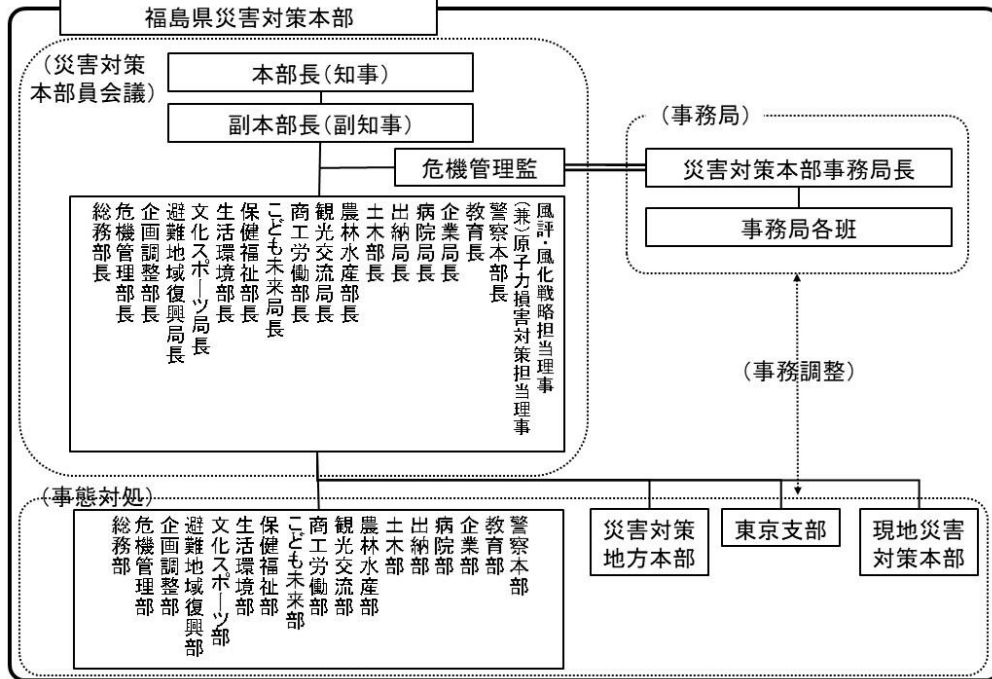 福島県災害対策本部
(災害対策
本部員会議)
本部長(知事)
副本部長(副知事)
危機管理監
(事務局)
災害対策本部事務局長
事務局各班
総務部長
危機管理部長
企画調整部長
避難地域復興局長
文化スポーツ局長
生活環境部長
保健福祉部長
こども未来局長
商工労働部長
観光交流局長
農林水産部長
土木部長
出納局長
病院局長
企業局長
教育長
警察本部長
(兼)原子力損害対策担当理事
風評・風化戦略担当理事
(事務調整)
(事態対処)
総務部
危機管理部
企画調整部
避難地域復興部
文化スポーツ部
生活環境部
保健福祉部
こども未来部
商工労働部
観光交流部
農林水産部
土木部
出納部
病院部
企業部
教育部
警察本部
災害対策
地方本部
東京支部
現地災害
対策本部